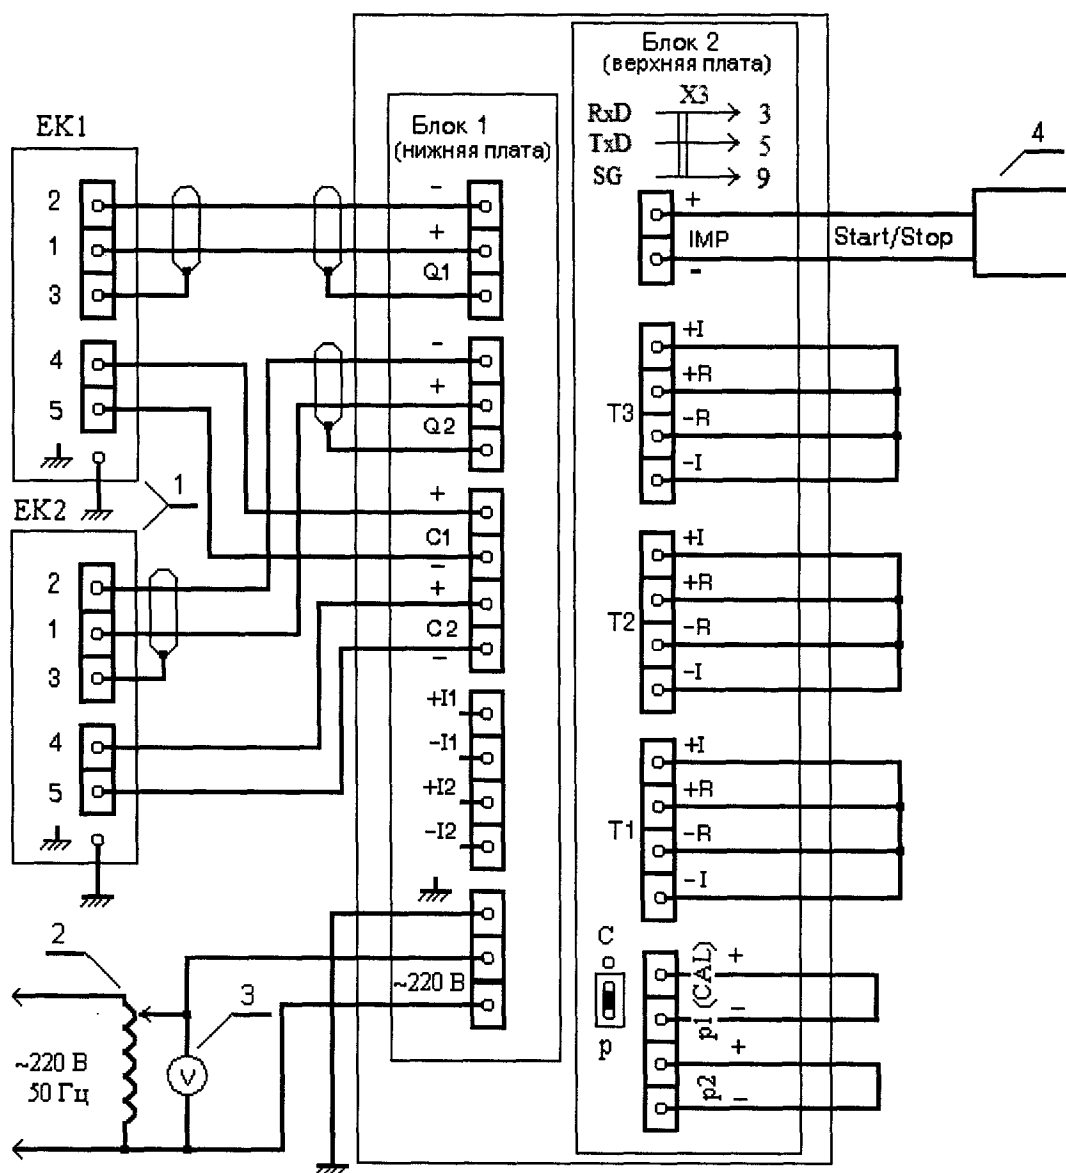 Блок 2
(верхняя плата)
X3
RxD 3
TxD 5
SG 9
EK1
Блок 1
(нижняя плата)
4
2
1
3
4
5
-
+
Q1
-
+
Q2
+
C1
-
+
C2
-
+I1
-I1
+I2
-I2
~220 В
+
IMP
-
Start/Stop
T3
+I
+R
-R
-I
T2
+I
+R
-R
-I
T1
+I
+R
-R
-I
C
p
p1 (CAL)
+
-
p2
+
-
1
EK2
2
1
3
4
5
2
3
V
~220 В
50 Гц